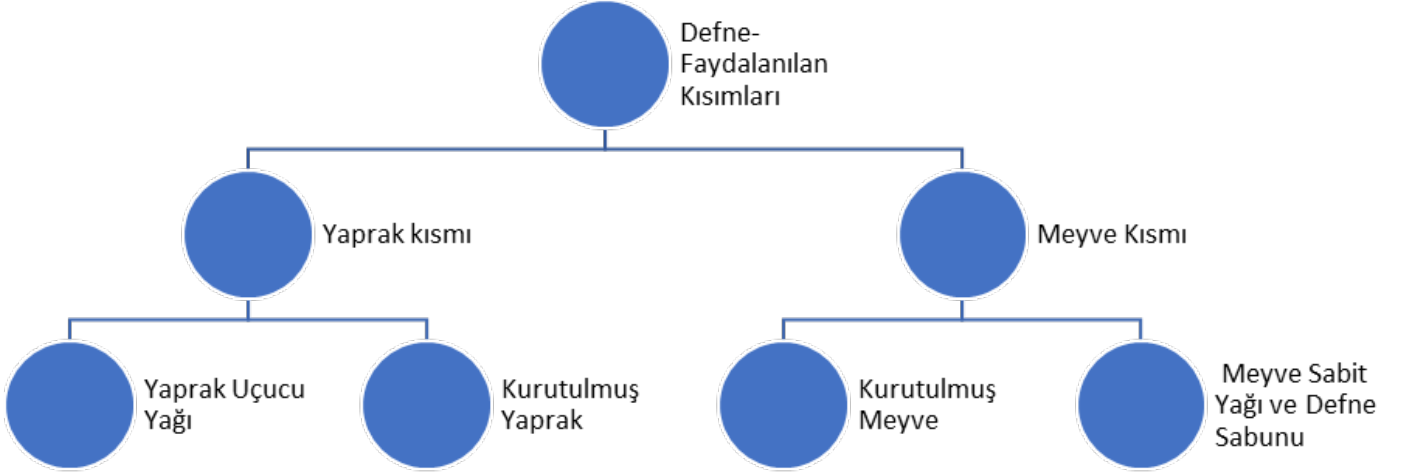 Defne-
Faydalanılan
Kısımları
Yaprak kısmı
Meyve Kısmı
Yaprak Uçucu
Yağı
Kurutulmuş
Yaprak
Kurutulmuş
Meyve
Meyve Sabit
Yağı ve Defne
Sabunu